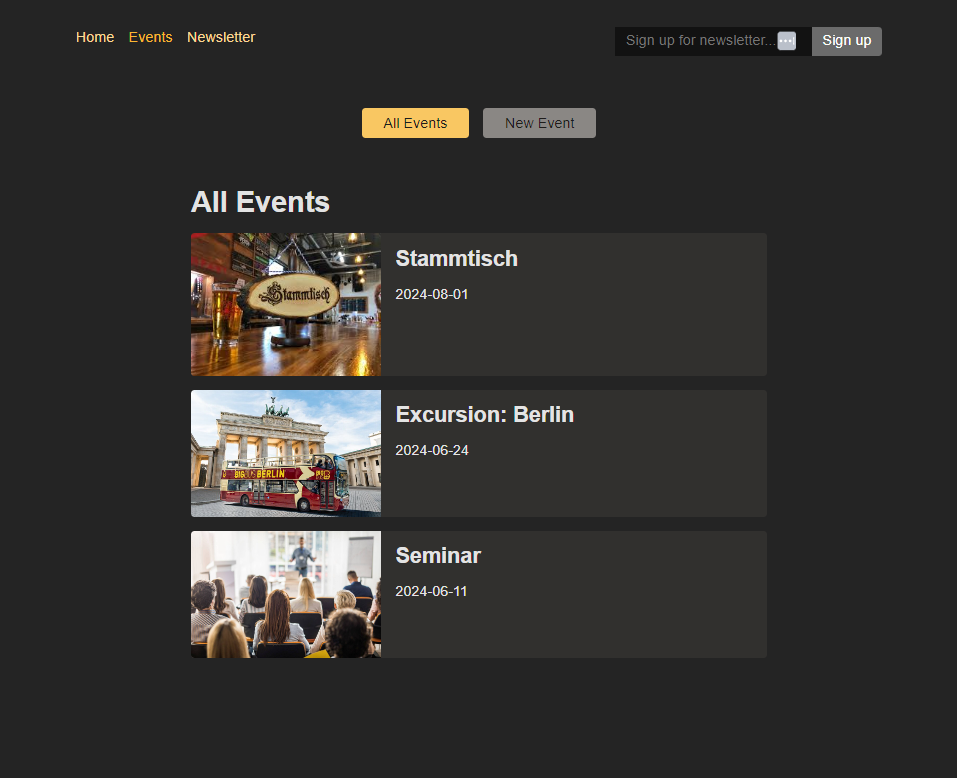 Home Events Newsletter
Sign up for newsletter... Sign up
All Events New Event
All Events
Stammtisch
Stammtisch
2024-08-01
Excursion: Berlin
BIG BUS BERLIN
2024-06-24
Seminar
2024-06-11